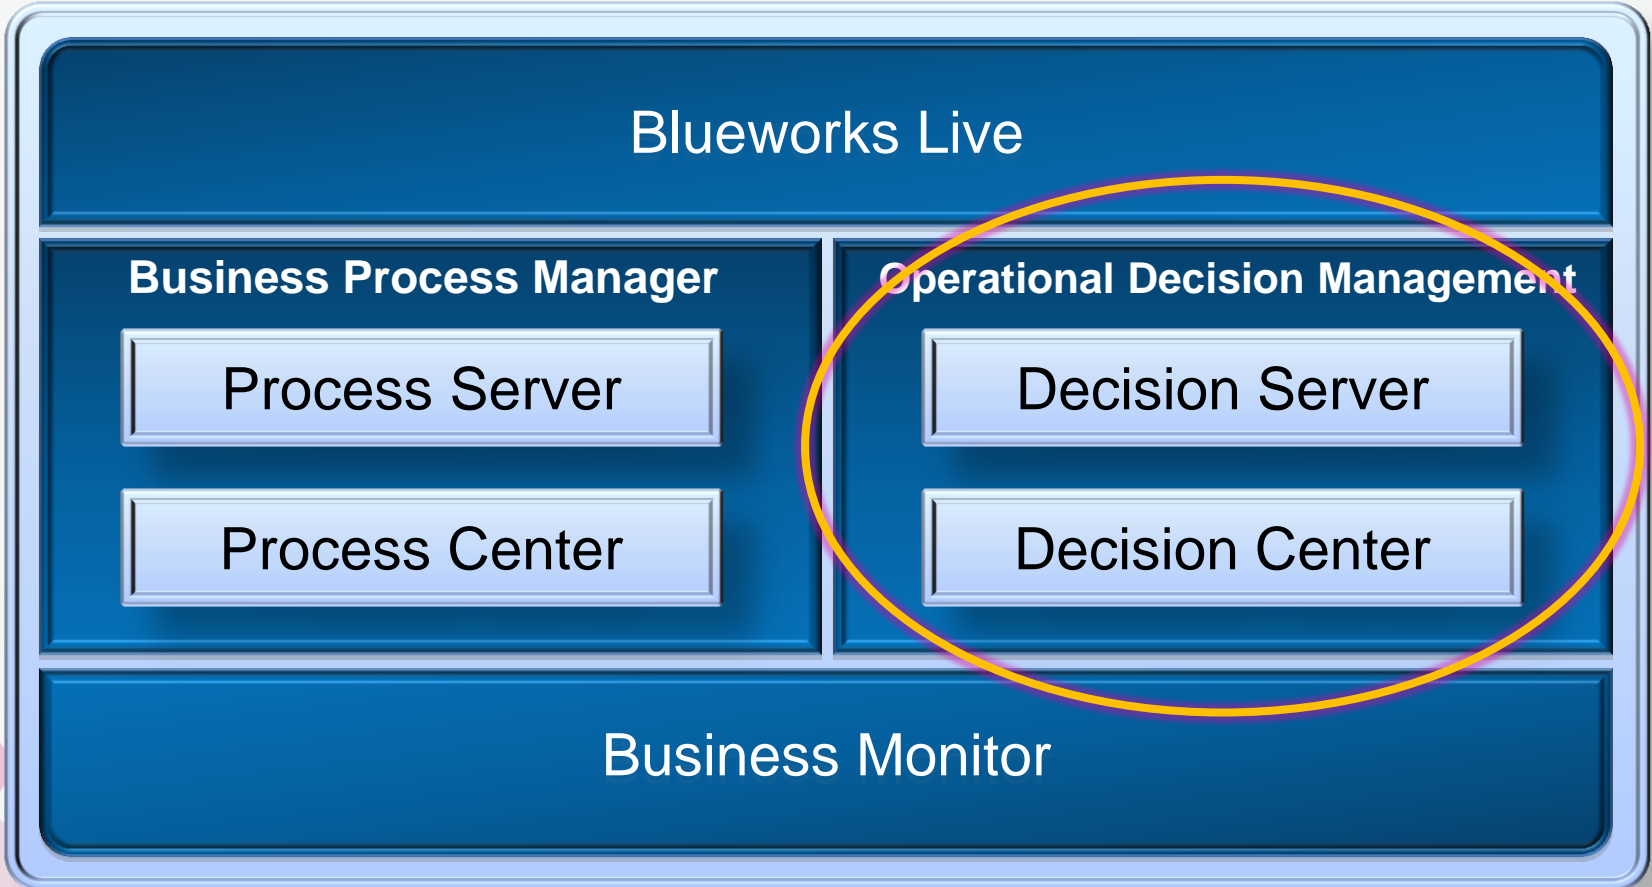 Blueworks Live
Business Process Manager
Operational Decision Management
Process Server
Decision Server
Process Center
Decision Center
Business Monitor